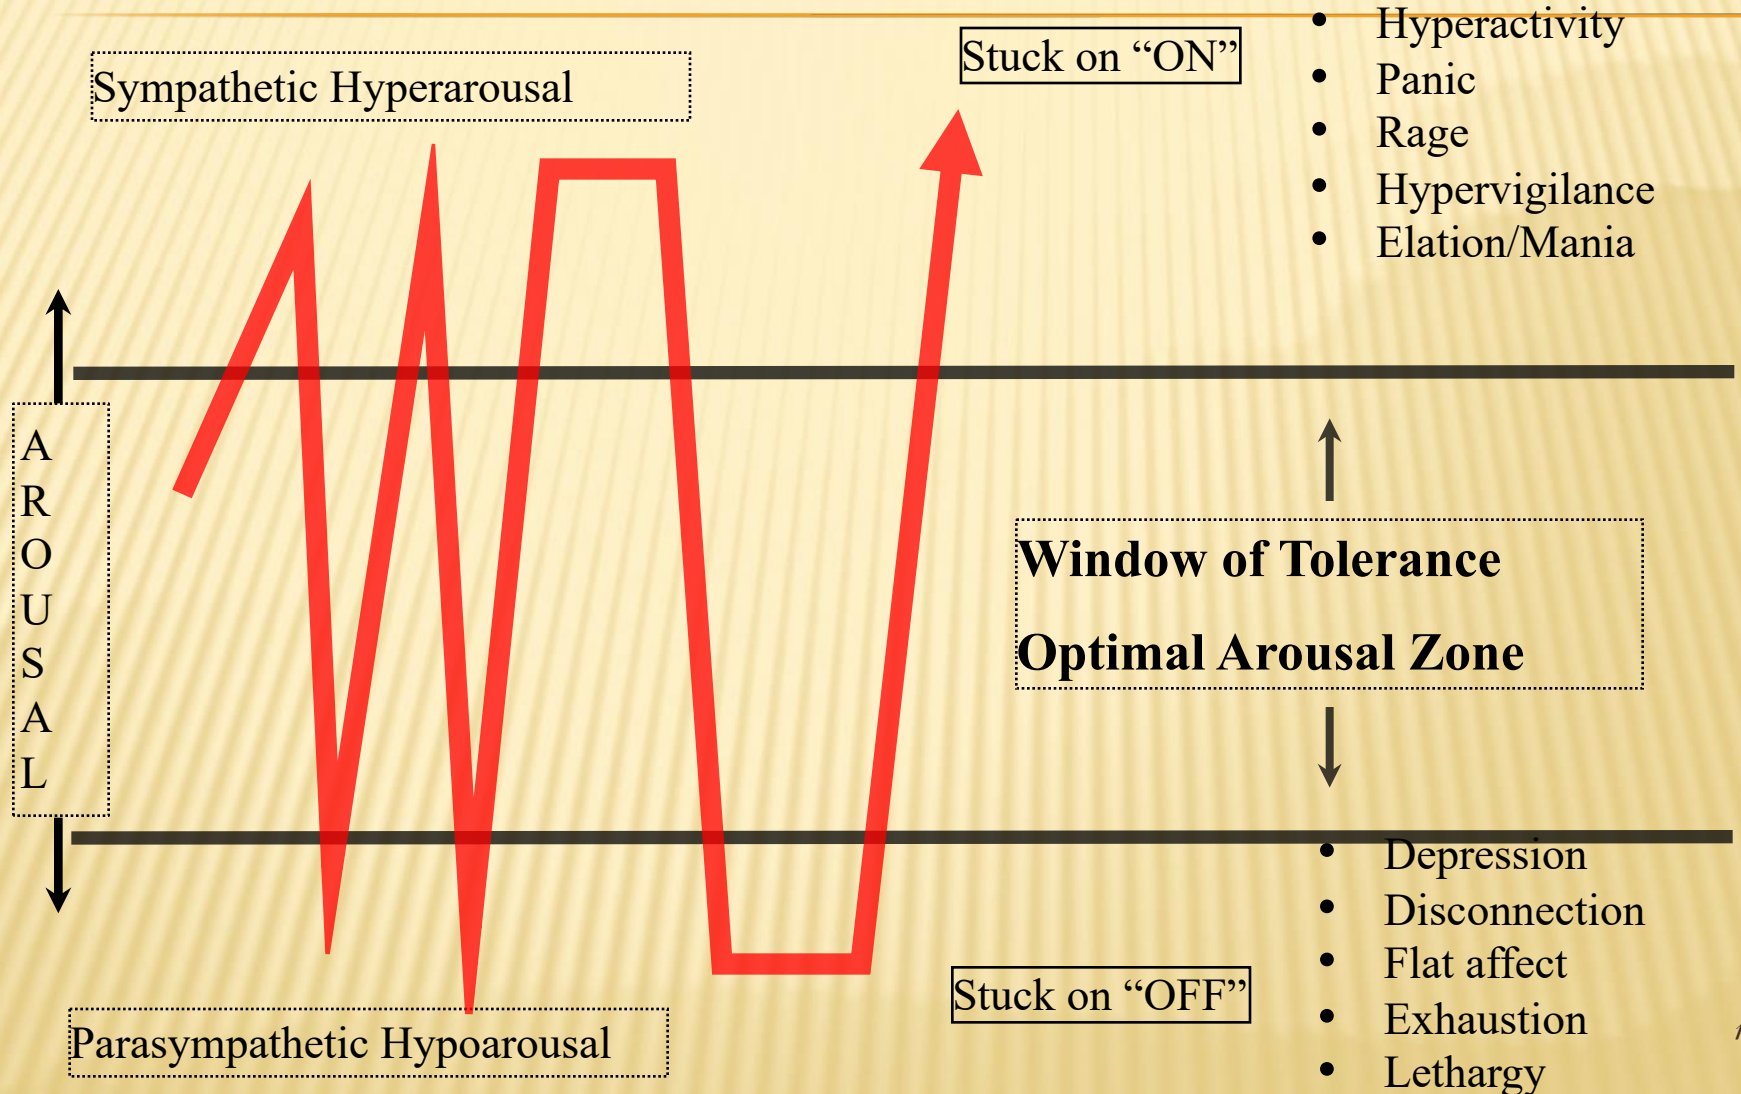 Sympathetic Hyperarousal
Stuck on “ON”
• Hyperactivity
• Panic
• Rage
• Hypervigilance
• Elation/Mania
A
R
O
U
S
A
L
Window of Tolerance
Optimal Arousal Zone
Parasympathetic Hypoarousal
Stuck on “OFF”
• Depression
• Disconnection
• Flat affect
• Exhaustion
• Lethargy